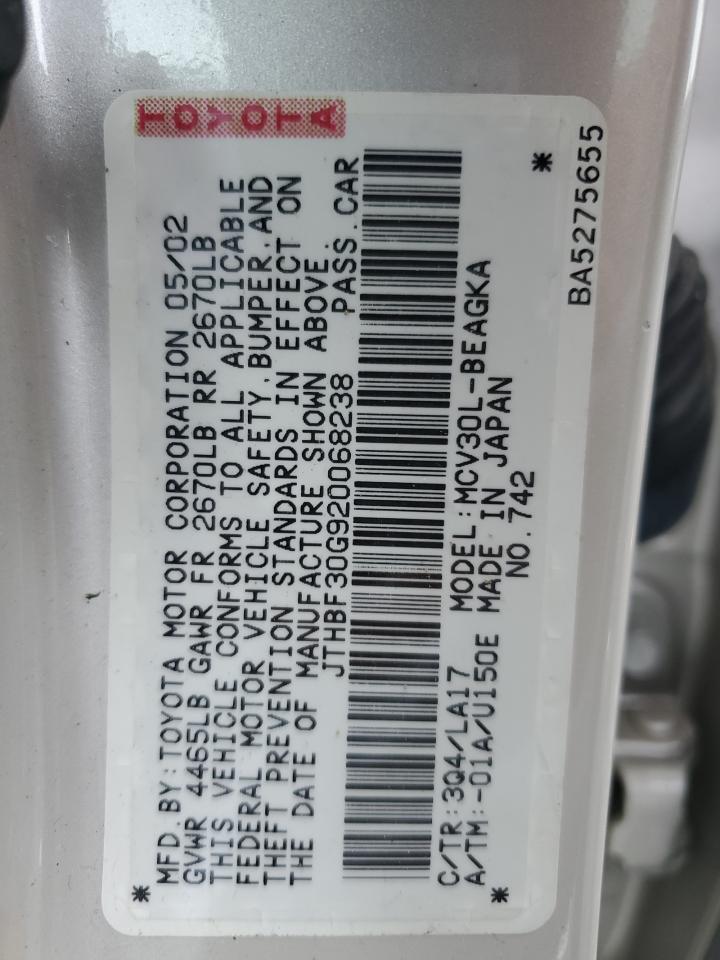 TOYOTA
MFD.BY:TOYOTA MOTOR CORPORATION 05/02
GVWR 4465LB GAWR FR 2670LB RR 2670LB
THIS VEHICLE CONFORMS TO ALL APPLICABLE
FEDERAL MOTOR VEHICLE SAFETY,BUMPER,AND
THEFT PREVENTION STANDARDS IN EFFECT ON
THE DATE OF MANUFACTURE SHOWN ABOVE.
JTHBF30G920068238 PASS.CAR
C/TR:3Q4/LA17 MODEL:MCV30L-BEAGKA
A/TM:-01A/U150E MADE IN JAPAN
NO.742
BA5275655